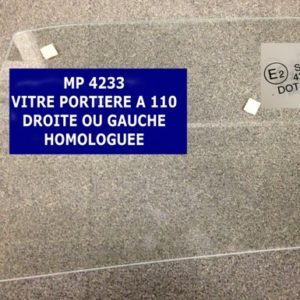 MP 4233
VITRE PORTIERE A 110
DROITE OU GAUCHE
HOMOLOGUEE
E2
DOT